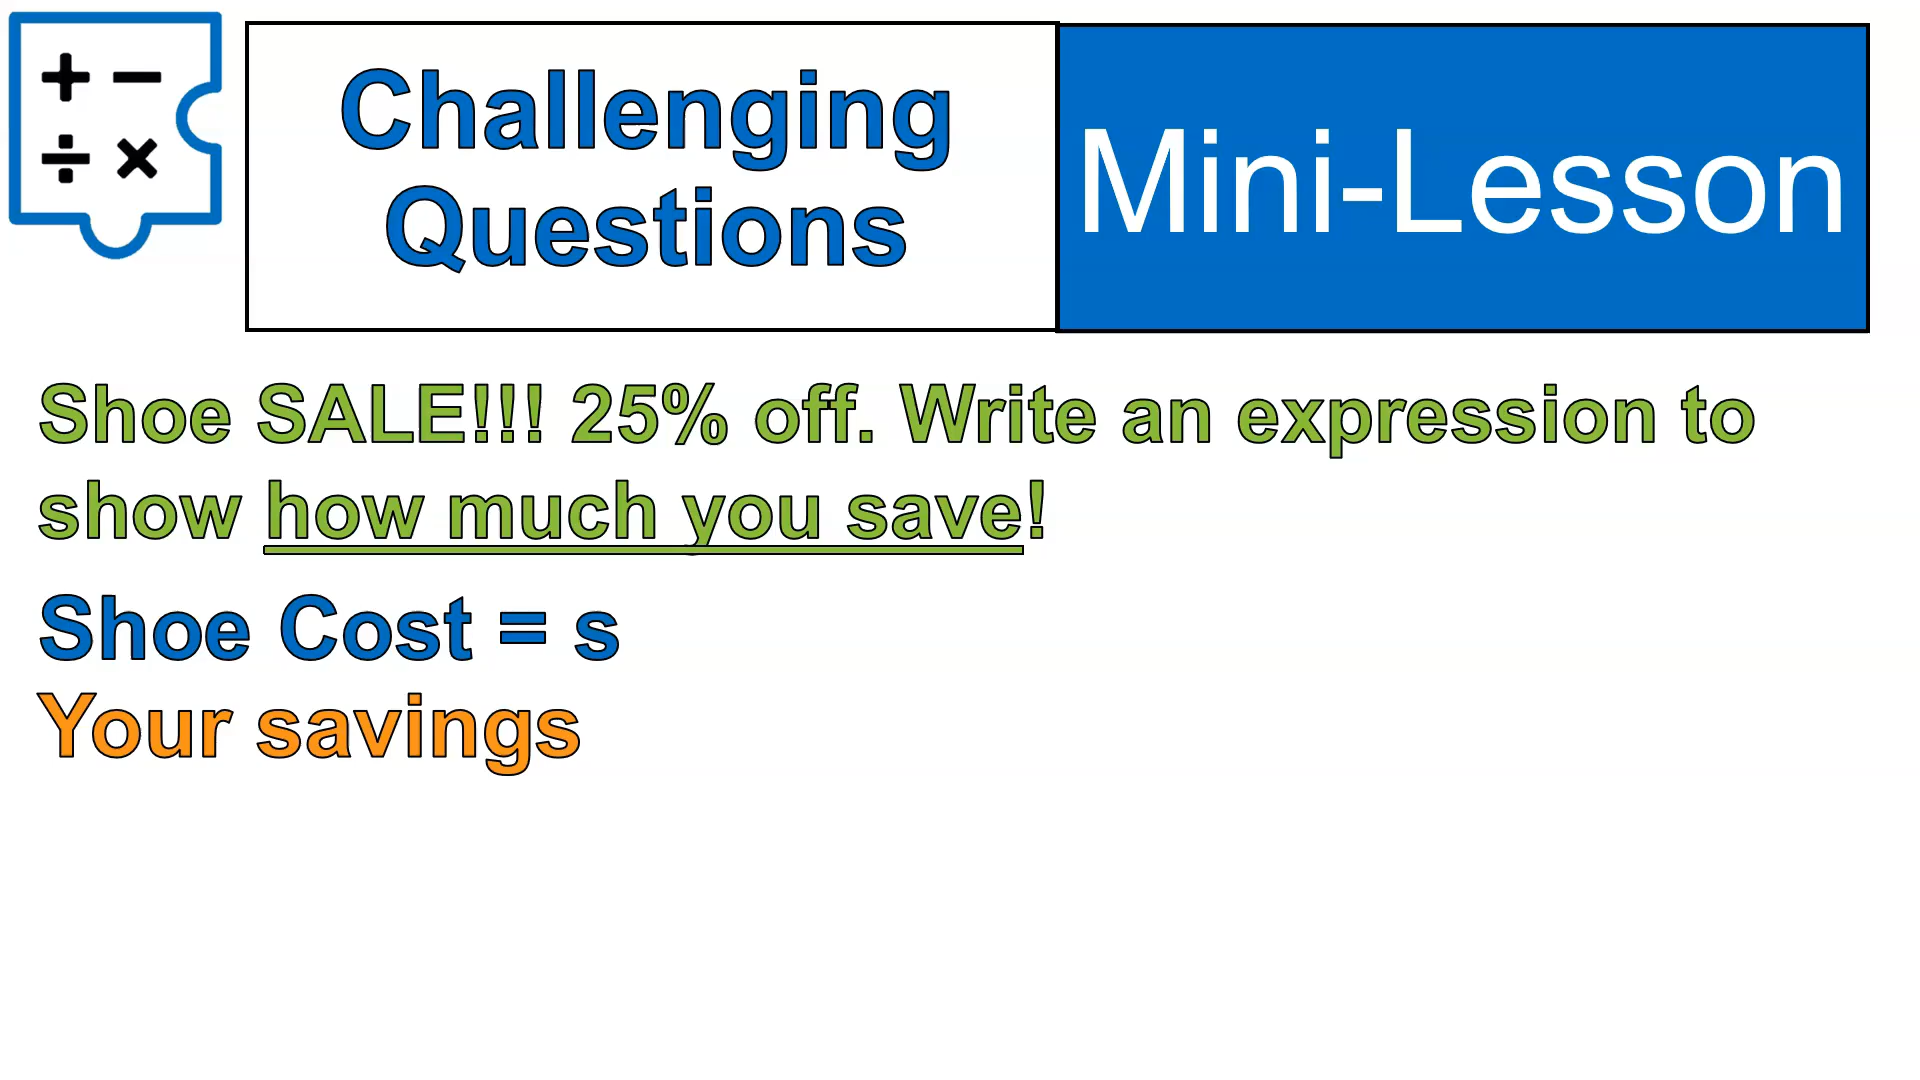 + −
÷ ×
Challenging
Questions
Mini-Lesson
Shoe SALE!!! 25% off. Write an expression to
show how much you save!
Shoe Cost = s
Your savings